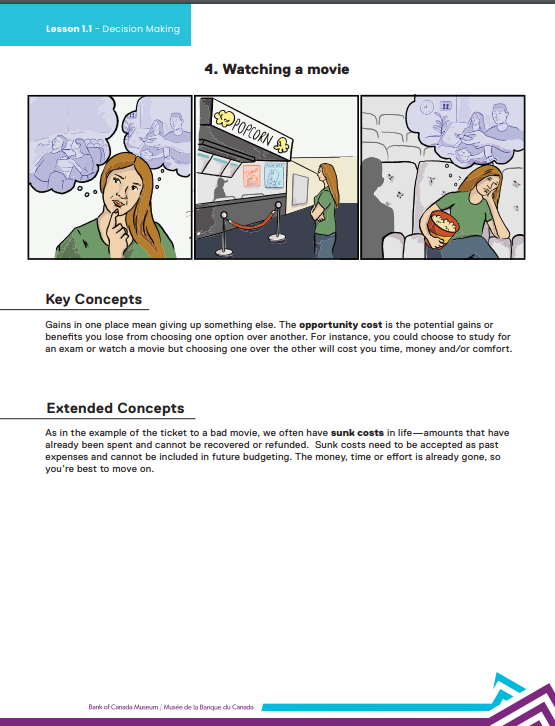 Lesson 1.1 - Decision Making
4. Watching a movie
POPCORN
Key Concepts
Gains in one place mean giving up something else. The opportunity cost is the potential gains or
benefits you lose from choosing one option over another. For instance, you could choose to study for
an exam or watch a movie but choosing one over the other will cost you time, money and/or comfort.
Extended Concepts
As in the example of the ticket to a bad movie, we often have sunk costs in life—amounts that have
already been spent and cannot be recovered or refunded.  Sunk costs need to be accepted as past
expenses and cannot be included in future budgeting. The money, time or effort is already gone, so
you're best to move on.
Bank of Canada Museum | Musée de la Banque du Canada